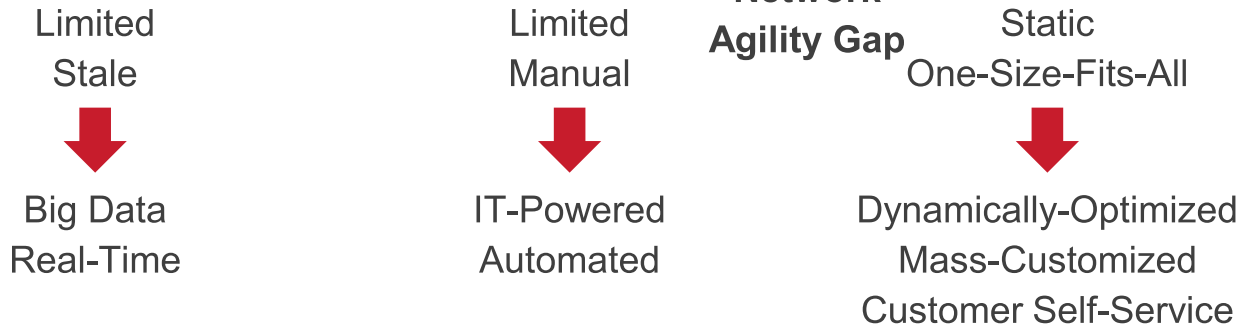 Limited
Stale
Big Data
Real-Time
Limited
Manual
IT-Powered
Automated
Network
Agility Gap
Static
One-Size-Fits-All
Dynamically-Optimized
Mass-Customized
Customer Self-Service